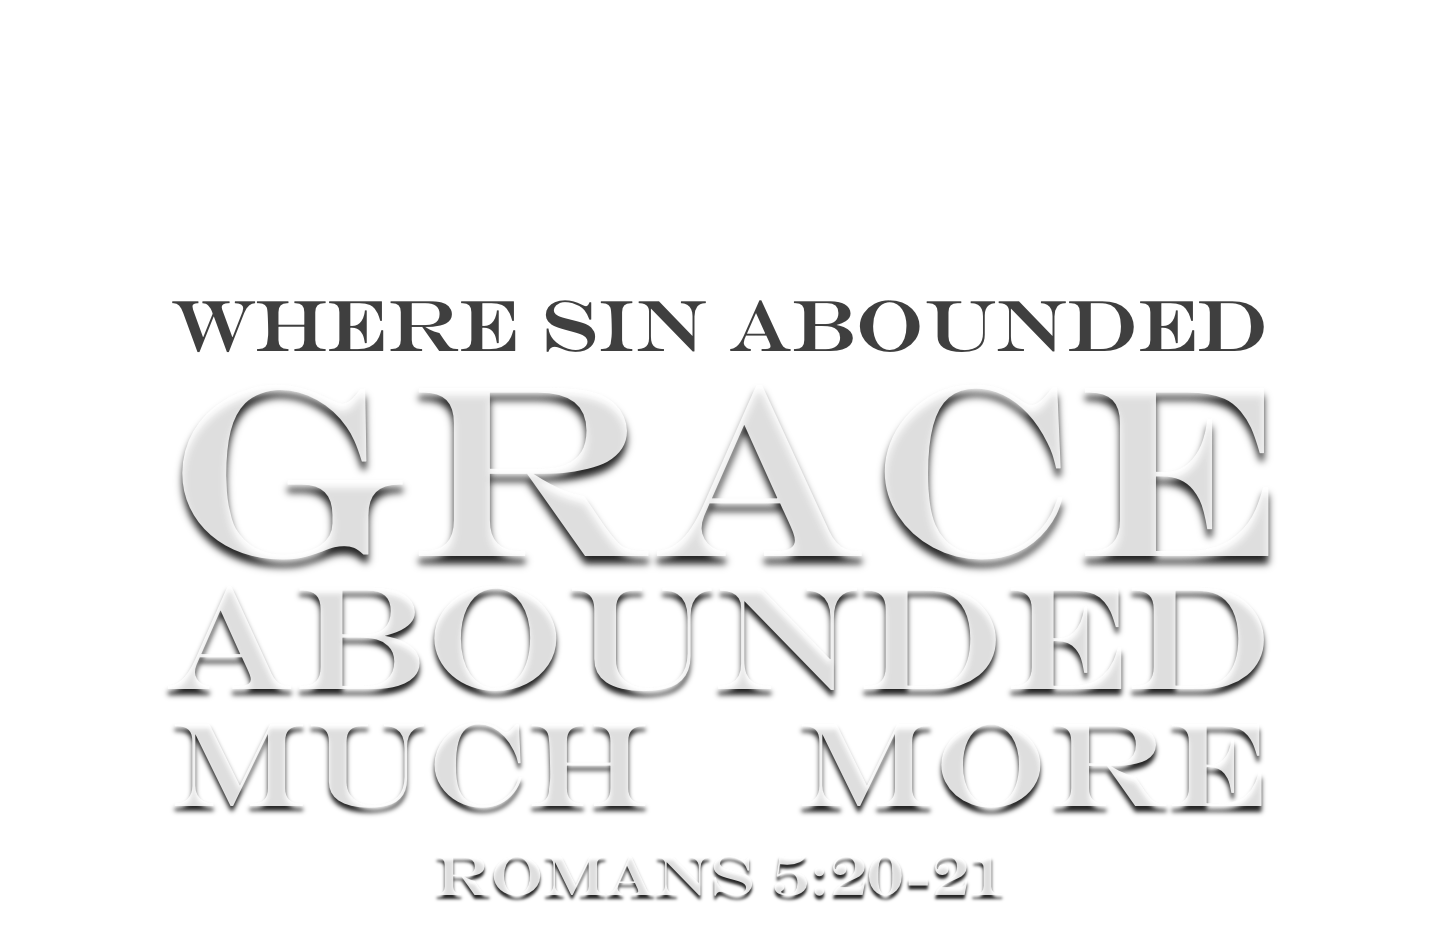 WHERE SIN ABOUNDED
GRACE
ABOUNDED
MUCH MORE
ROMANS 5:20-21